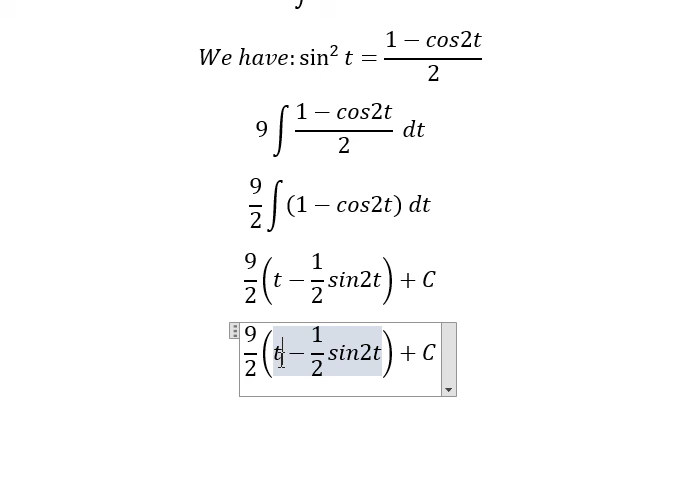 We have: sin² t = (1 − cos2t)/2
9 ∫ (1 − cos2t)/2 dt
9/2 ∫ (1 − cos2t) dt
9/2 (t − 1/2 sin2t) + C
9/2 (t − 1/2 sin2t) + C